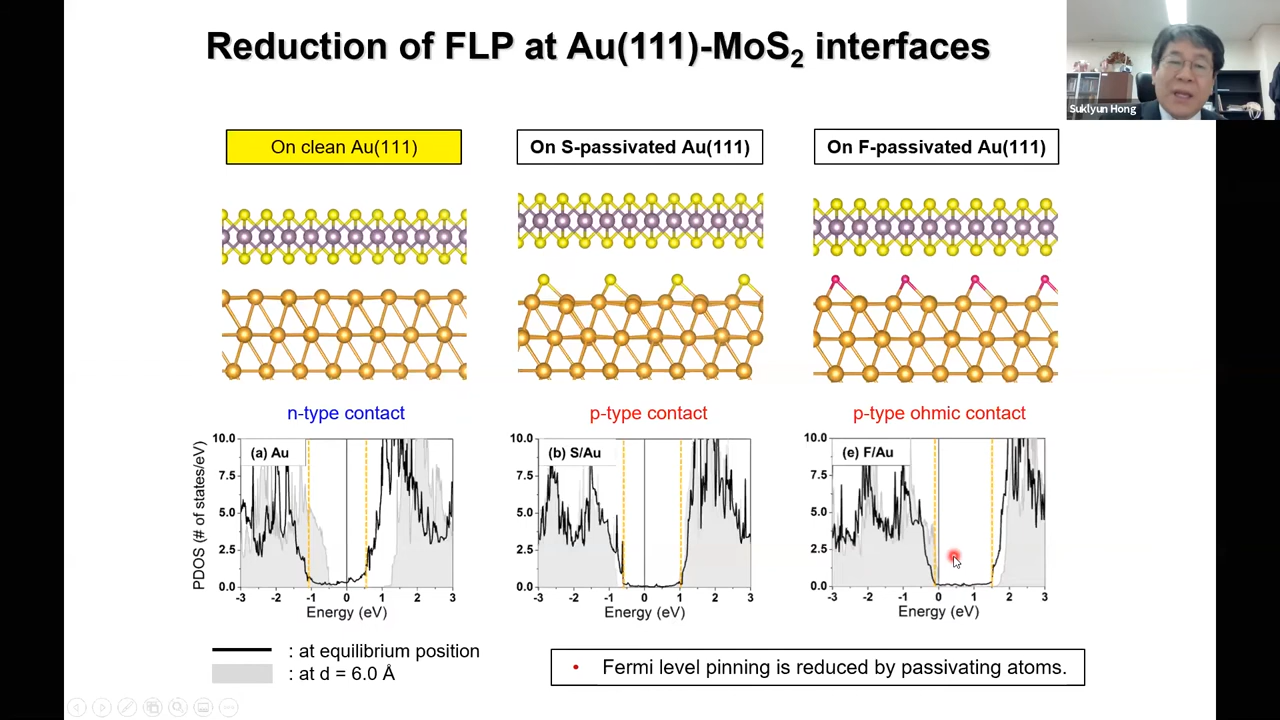 Reduction of FLP at Au(111)-MoS₂ interfaces
Suklyun Hong
On clean Au(111)
On S-passivated Au(111)
On F-passivated Au(111)
n-type contact
p-type contact
p-type ohmic contact
PDOS (# of states/eV)
10.0
7.5
5.0
2.5
0.0
(a) Au
-3 -2 -1 0 1 2 3
Energy (eV)
10.0
7.5
5.0
2.5
0.0
(b) S/Au
-3 -2 -1 0 1 2 3
Energy (eV)
10.0
7.5
5.0
2.5
0.0
(e) F/Au
-3 -2 -1 0 1 2 3
Energy (eV)
: at equilibrium position
: at d = 6.0 Å
• Fermi level pinning is reduced by passivating atoms.